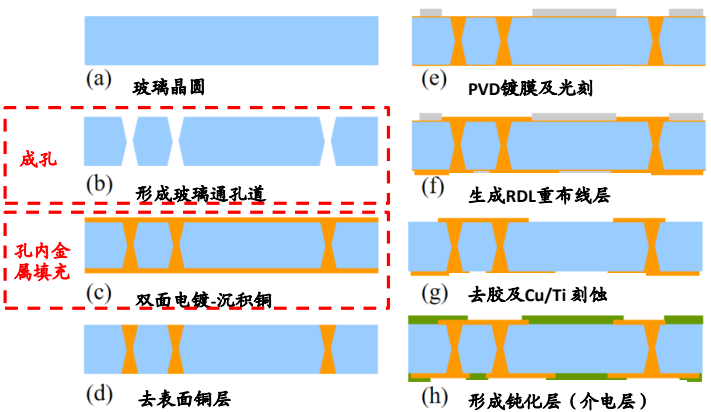 (a) 玻璃晶圆
成孔
(b) 形成玻璃通孔道
孔内金
属填充
(c) 双面电镀-沉积铜
(d) 去表面铜层
(e) PVD镀膜及光刻
(f) 生成RDL重布线层
(g) 去胶及Cu/Ti 刻蚀
(h) 形成钝化层（介电层）